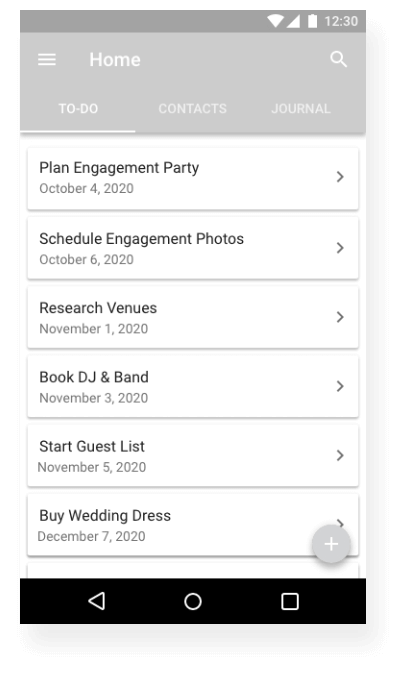 12:30
Home
TO-DO CONTACTS JOURNAL
Plan Engagement Party
October 4, 2020
Schedule Engagement Photos
October 6, 2020
Research Venues
November 1, 2020
Book DJ & Band
November 3, 2020
Start Guest List
November 5, 2020
Buy Wedding Dress
December 7, 2020